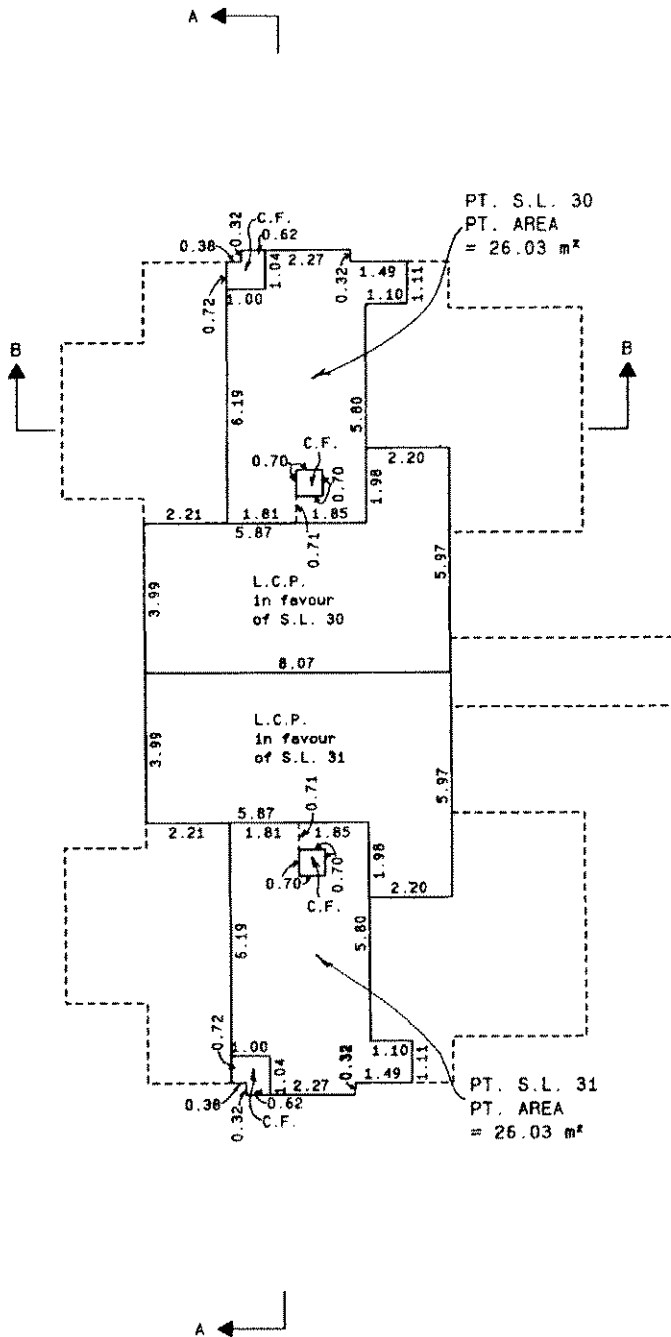 A
PT. S.L. 30
PT. AREA
= 26.03 m²
C.F.
0.32
0.38
0.62
2.27
1.04
0.32
1.49
1.11
1.10
0.72
1.00
B
B
6.19
5.80
C.F.
0.70
0.70
2.20
1.98
2.21
1.81
1.85
5.87
0.71
5.97
3.99
L.C.P.
in favour
of S.L. 30
8.07
L.C.P.
in favour
of S.L. 31
3.99
5.97
0.71
5.87
2.21
1.81
1.85
0.70
0.70
1.98
2.20
C.F.
6.19
5.80
0.72
1.00
1.04
0.32
1.10
1.11
1.49
2.27
0.38
0.32
0.62
C.F.
PT. S.L. 31
PT. AREA
= 26.03 m²
A